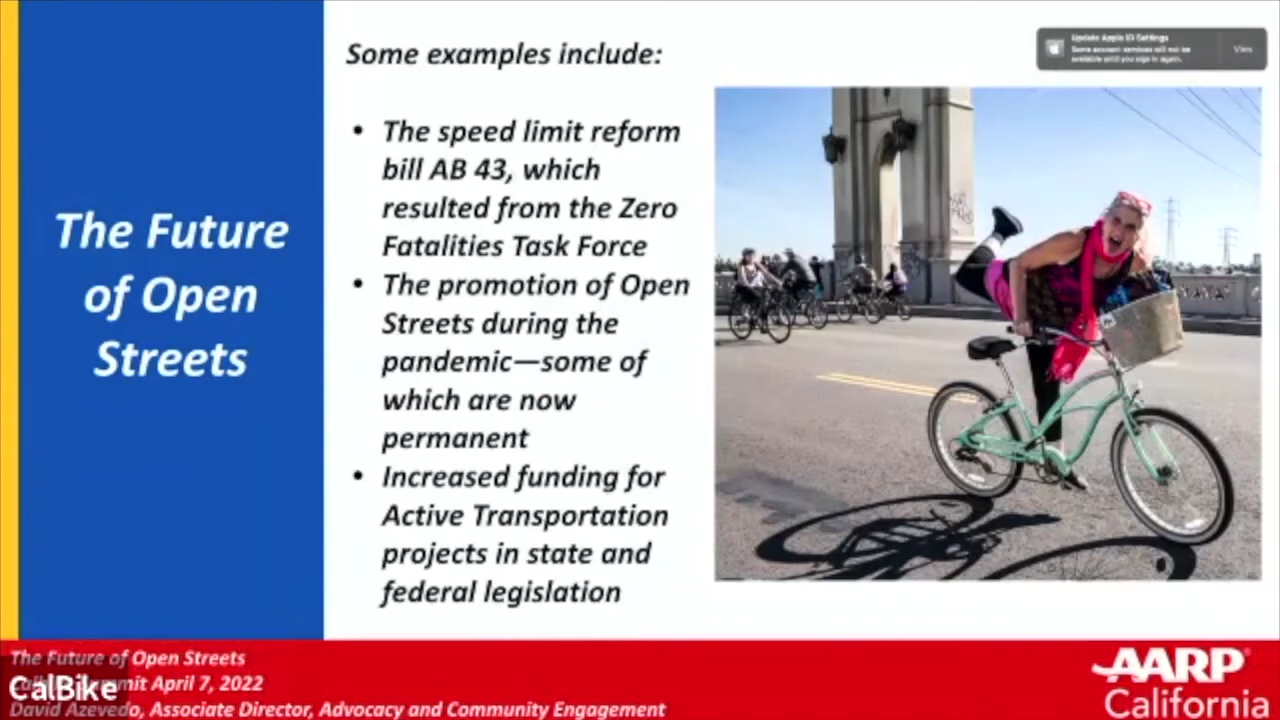 The Future
of Open
Streets
Some examples include:
• The speed limit reform
bill AB 43, which
resulted from the Zero
Fatalities Task Force
• The promotion of Open
Streets during the
pandemic—some of
which are now
permanent
• Increased funding for
Active Transportation
projects in state and
federal legislation
Update Apple ID Settings
Some account services will not be
available until you sign in again.
View
The Future of Open Streets
mit April 7, 2022
CalBike
David Azevedo, Associate Director, Advocacy and Community Engagement
AARP®
California